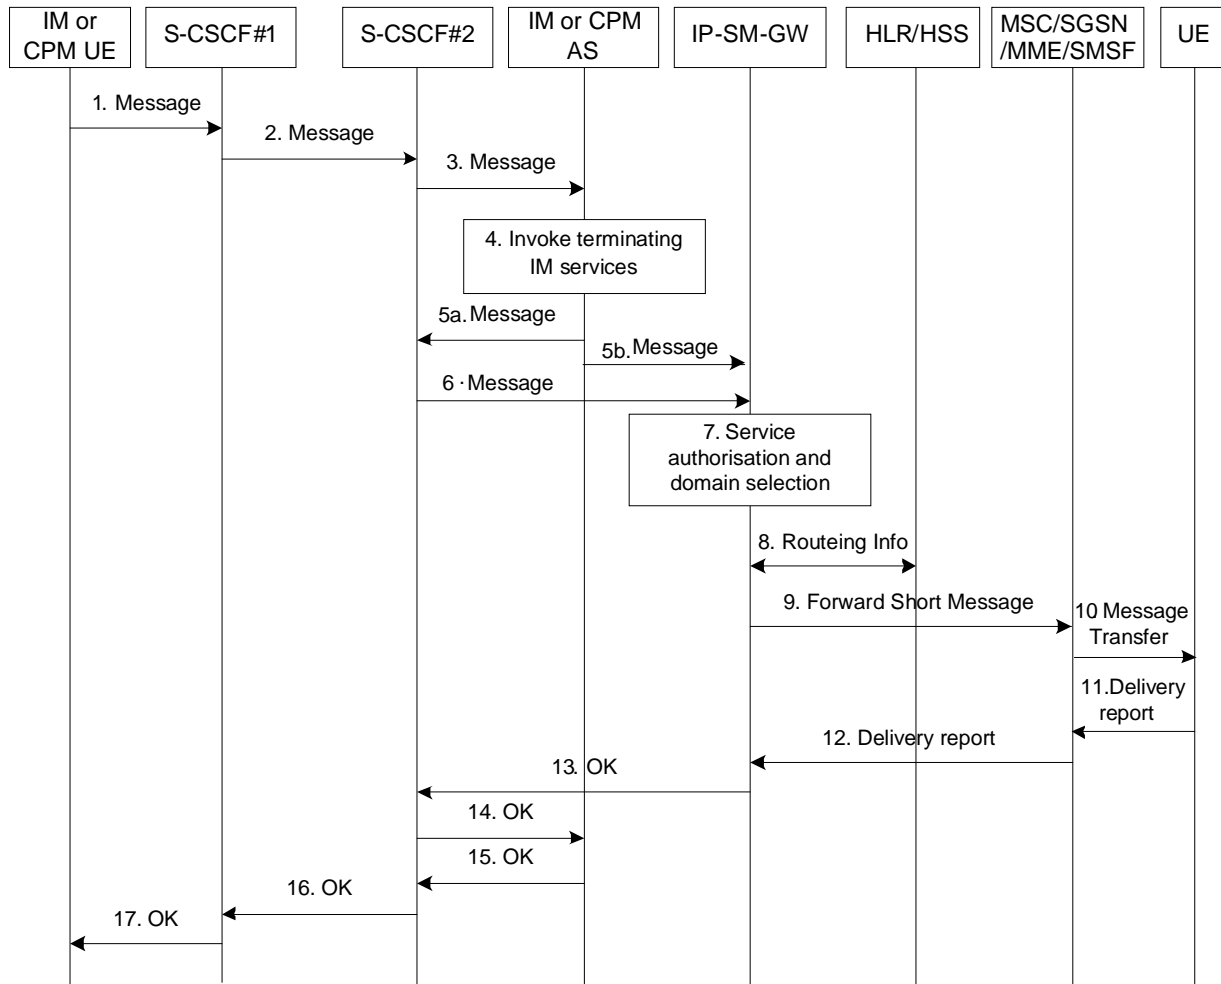 IM or
CPM UE
S-CSCF#1
S-CSCF#2
IM or CPM
AS
IP-SM-GW
HLR/HSS
MSC/SGSN
/MME/SMSF
UE
1. Message
2. Message
3. Message
4. Invoke terminating
IM services
5a. Message
5b. Message
6 · Message
7. Service
authorisation and
domain selection
8. Routeing Info
9. Forward Short Message
10 Message
Transfer
11.Delivery
report
12. Delivery report
13. OK
14. OK
15. OK
16. OK
17. OK